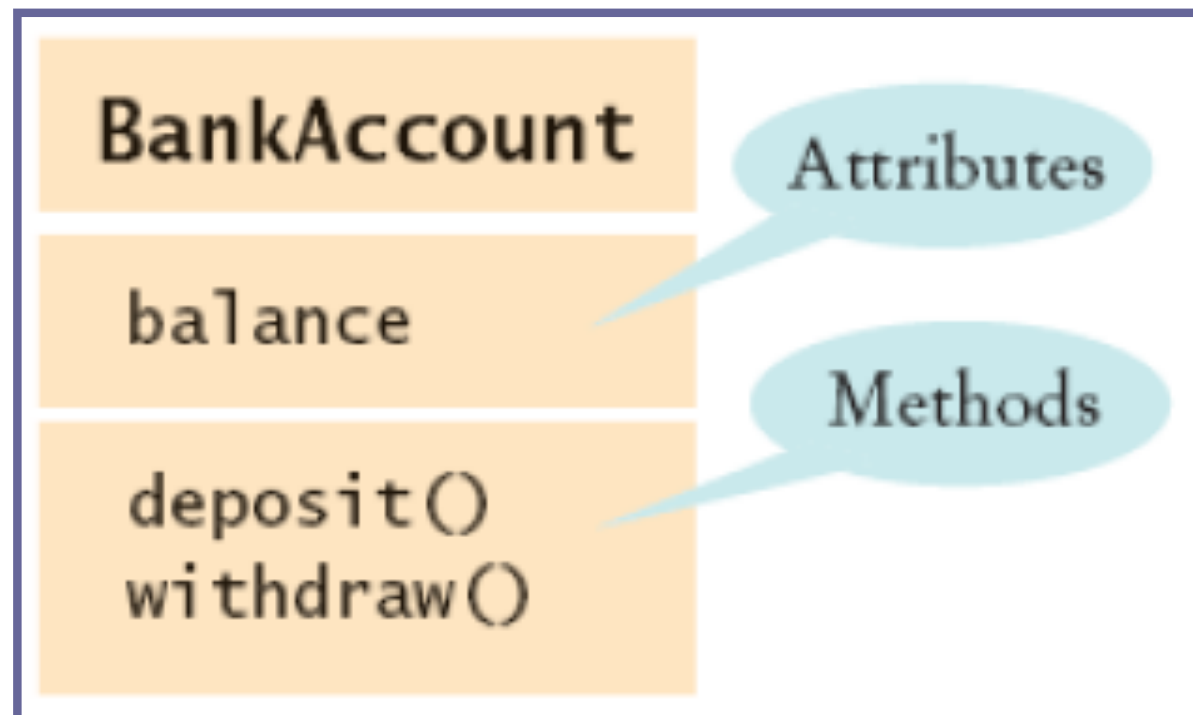 BankAccount
Attributes
balance
Methods
deposit()
withdraw()